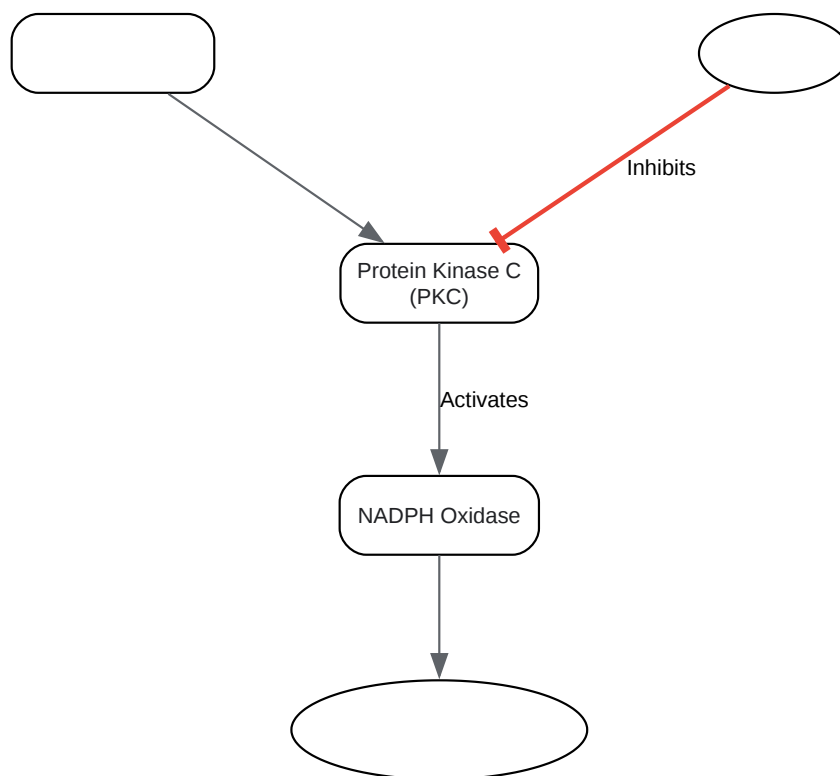 Inhibits
Protein Kinase C
(PKC)
Activates
NADPH Oxidase